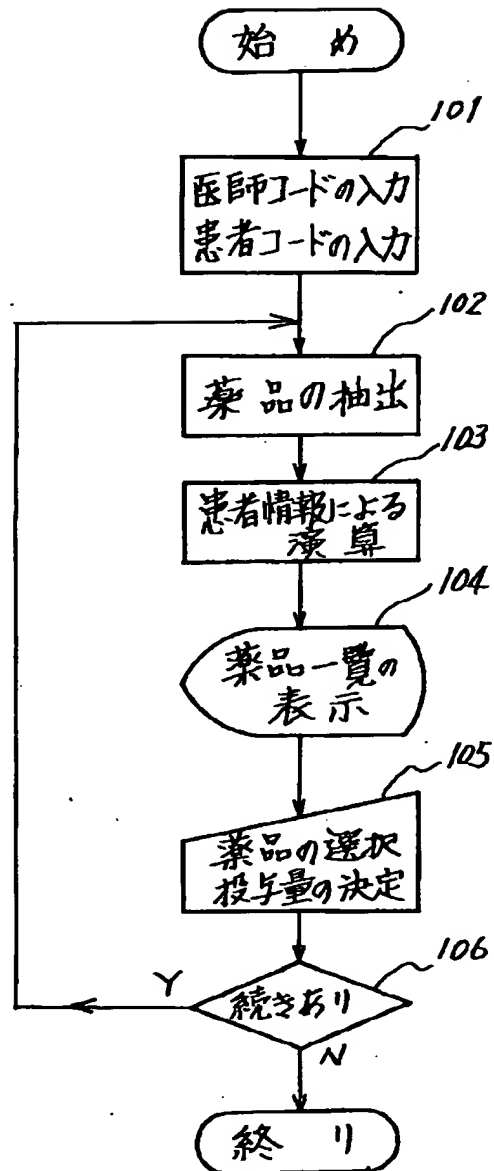 始 め
101
医師コードの入力
患者コードの入力
102
薬品の抽出
103
患者情報による
演算
104
薬品一覧の
表示
105
薬品の選択
投与量の決定
106
続きあり
Y
N
終 り